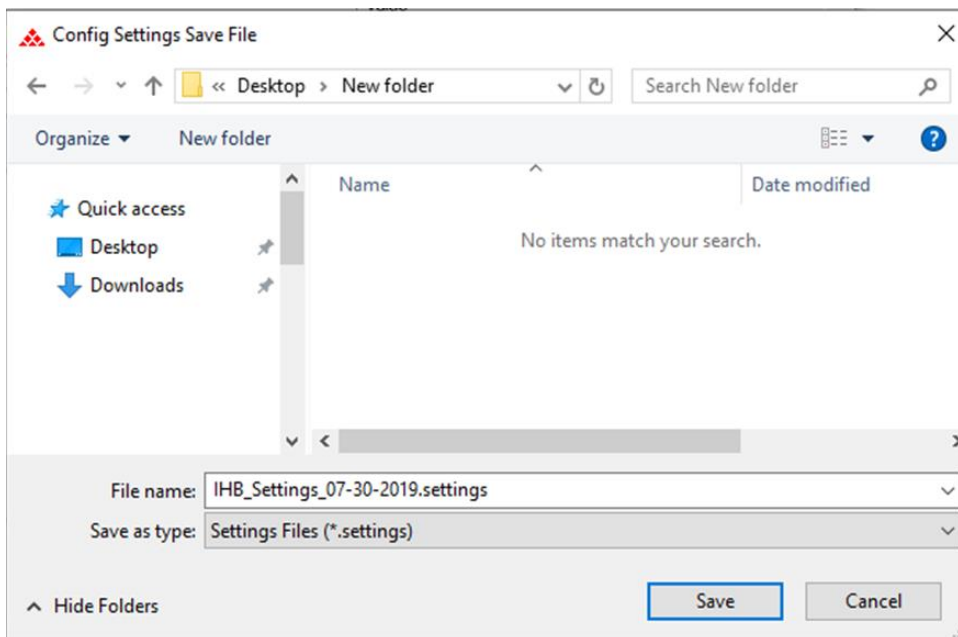 Config Settings Save File
« Desktop › New folder
Search New folder
Organize New folder
Name Date modified
Quick access
No items match your search.
Desktop
Downloads
File name: IHB_Settings_07-30-2019.settings
Save as type: Settings Files (*.settings)
Hide Folders Save Cancel